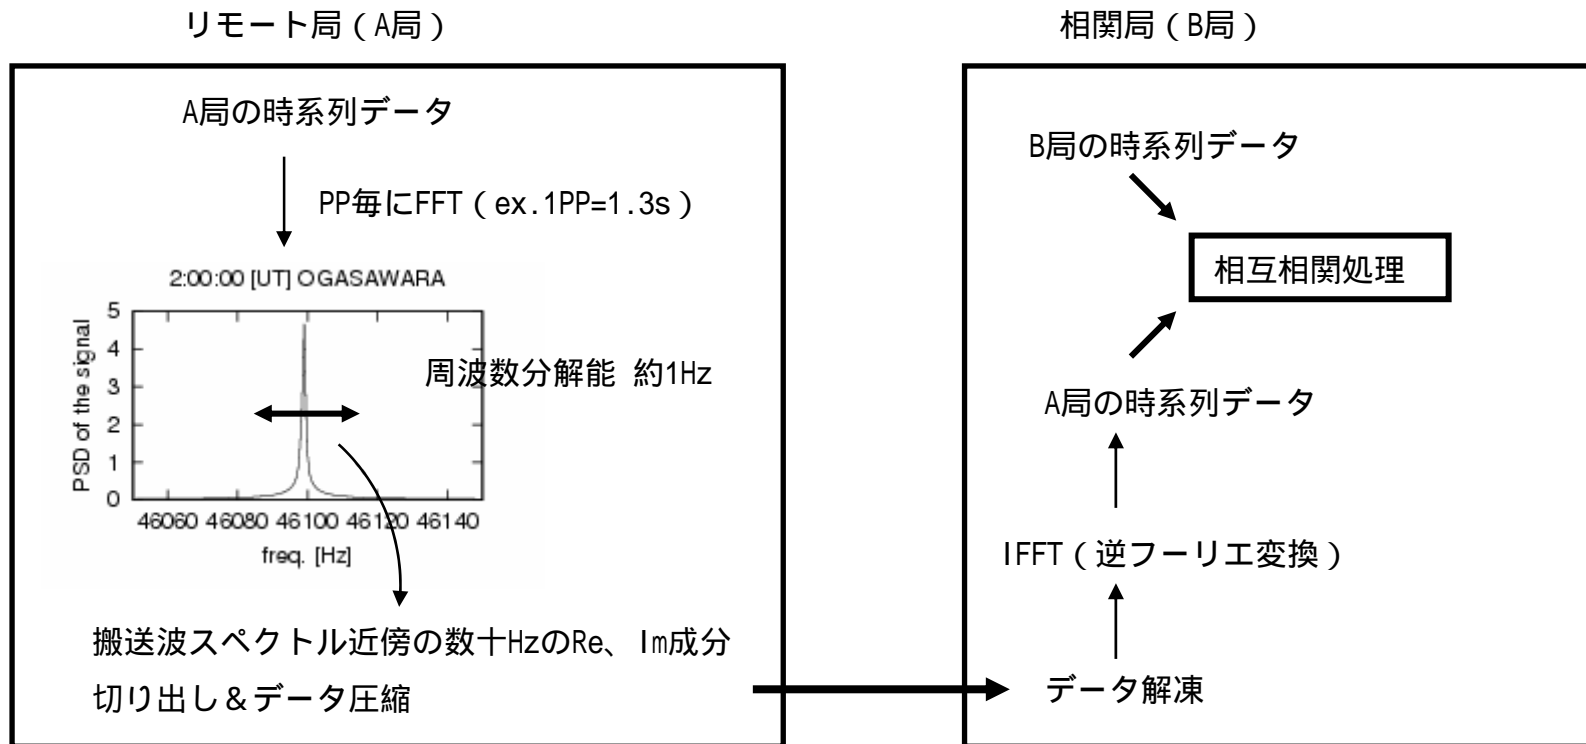 リモート局(A局)
A局の時系列データ
PP毎にFFT(ex.1PP=1.3s)
2:00:00 [UT] OGASAWARA
PSD of the signal
5
4
3
2
1
0
46060 46080 46100 46120 46140
freq. [Hz]
周波数分解能 約1Hz
搬送波スペクトル近傍の数十HzのRe、Im成分
切り出し&データ圧縮
相関局(B局)
B局の時系列データ
相互相関処理
A局の時系列データ
IFFT(逆フーリエ変換)
データ解凍